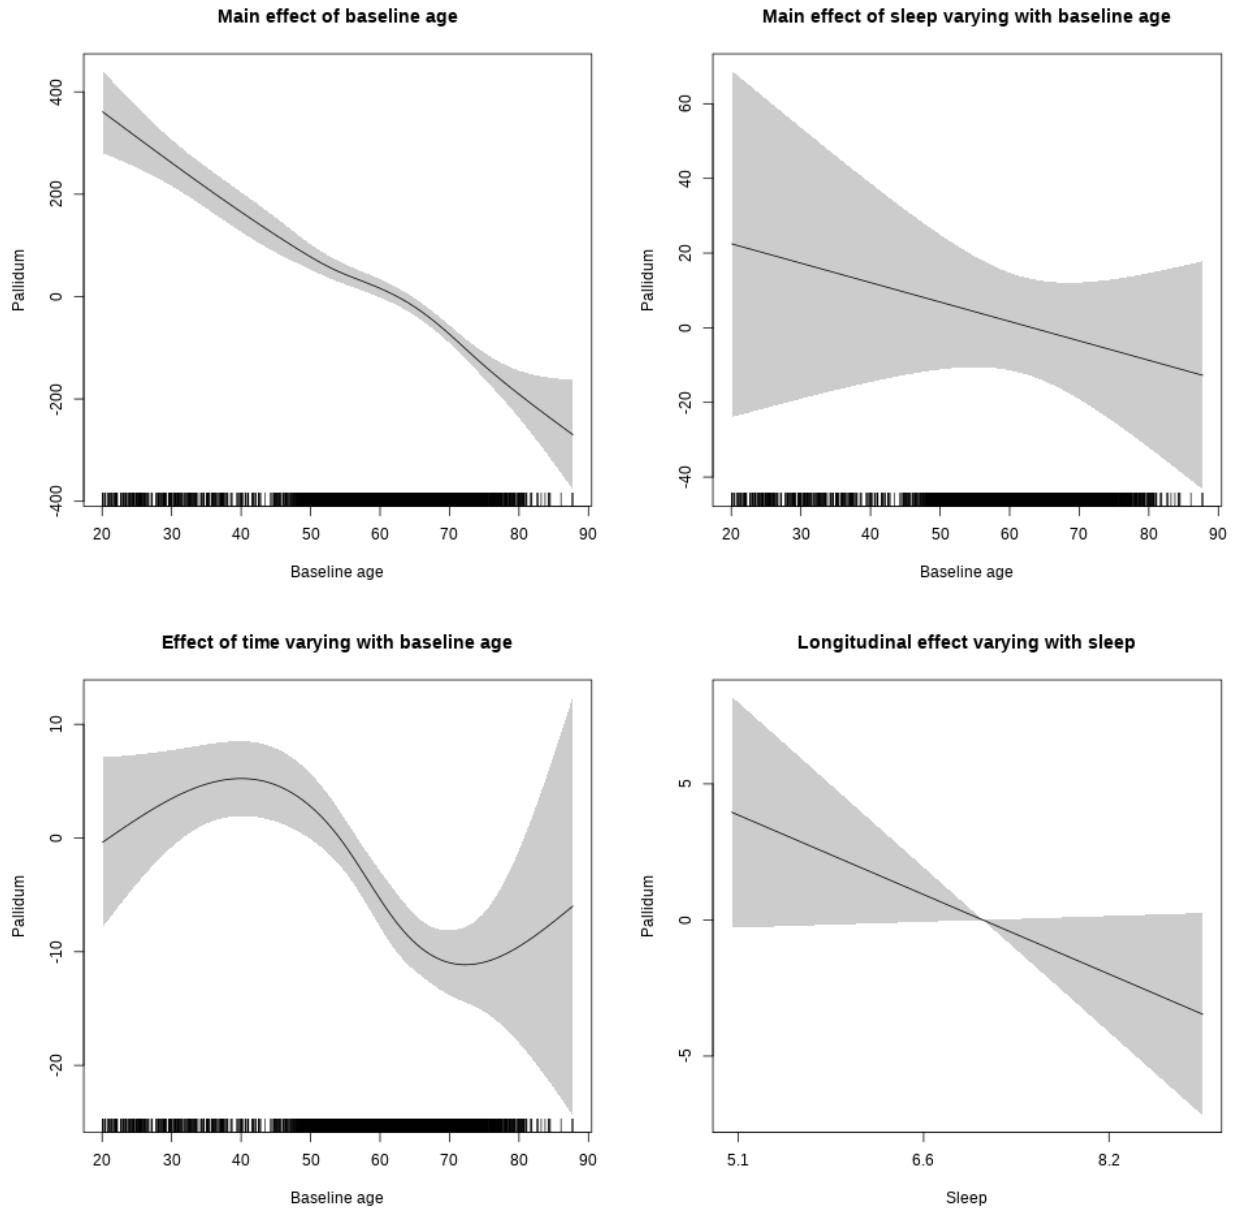 Main effect of baseline age
Pallidum
400
200
0
-200
-400
20 30 40 50 60 70 80 90
Baseline age
Main effect of sleep varying with baseline age
Pallidum
60
40
20
0
-20
-40
20 30 40 50 60 70 80 90
Baseline age
Effect of time varying with baseline age
Pallidum
10
0
-10
-20
20 30 40 50 60 70 80 90
Baseline age
Longitudinal effect varying with sleep
Pallidum
5
0
-5
5.1 6.6 8.2
Sleep